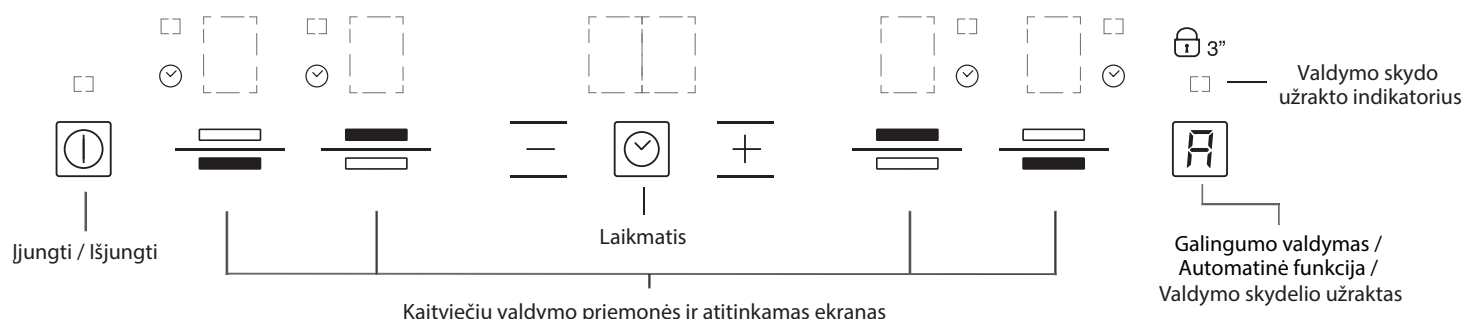 3”
Valdymo skydo
užrakto indikatorius
A
Įjungti / Išjungti
Laikmatis
Galingumo valdymas /
Automatinė funkcija /
Valdymo skydelio užraktas
Kaitviečių valdymo priemonės ir atitinkamas ekranas